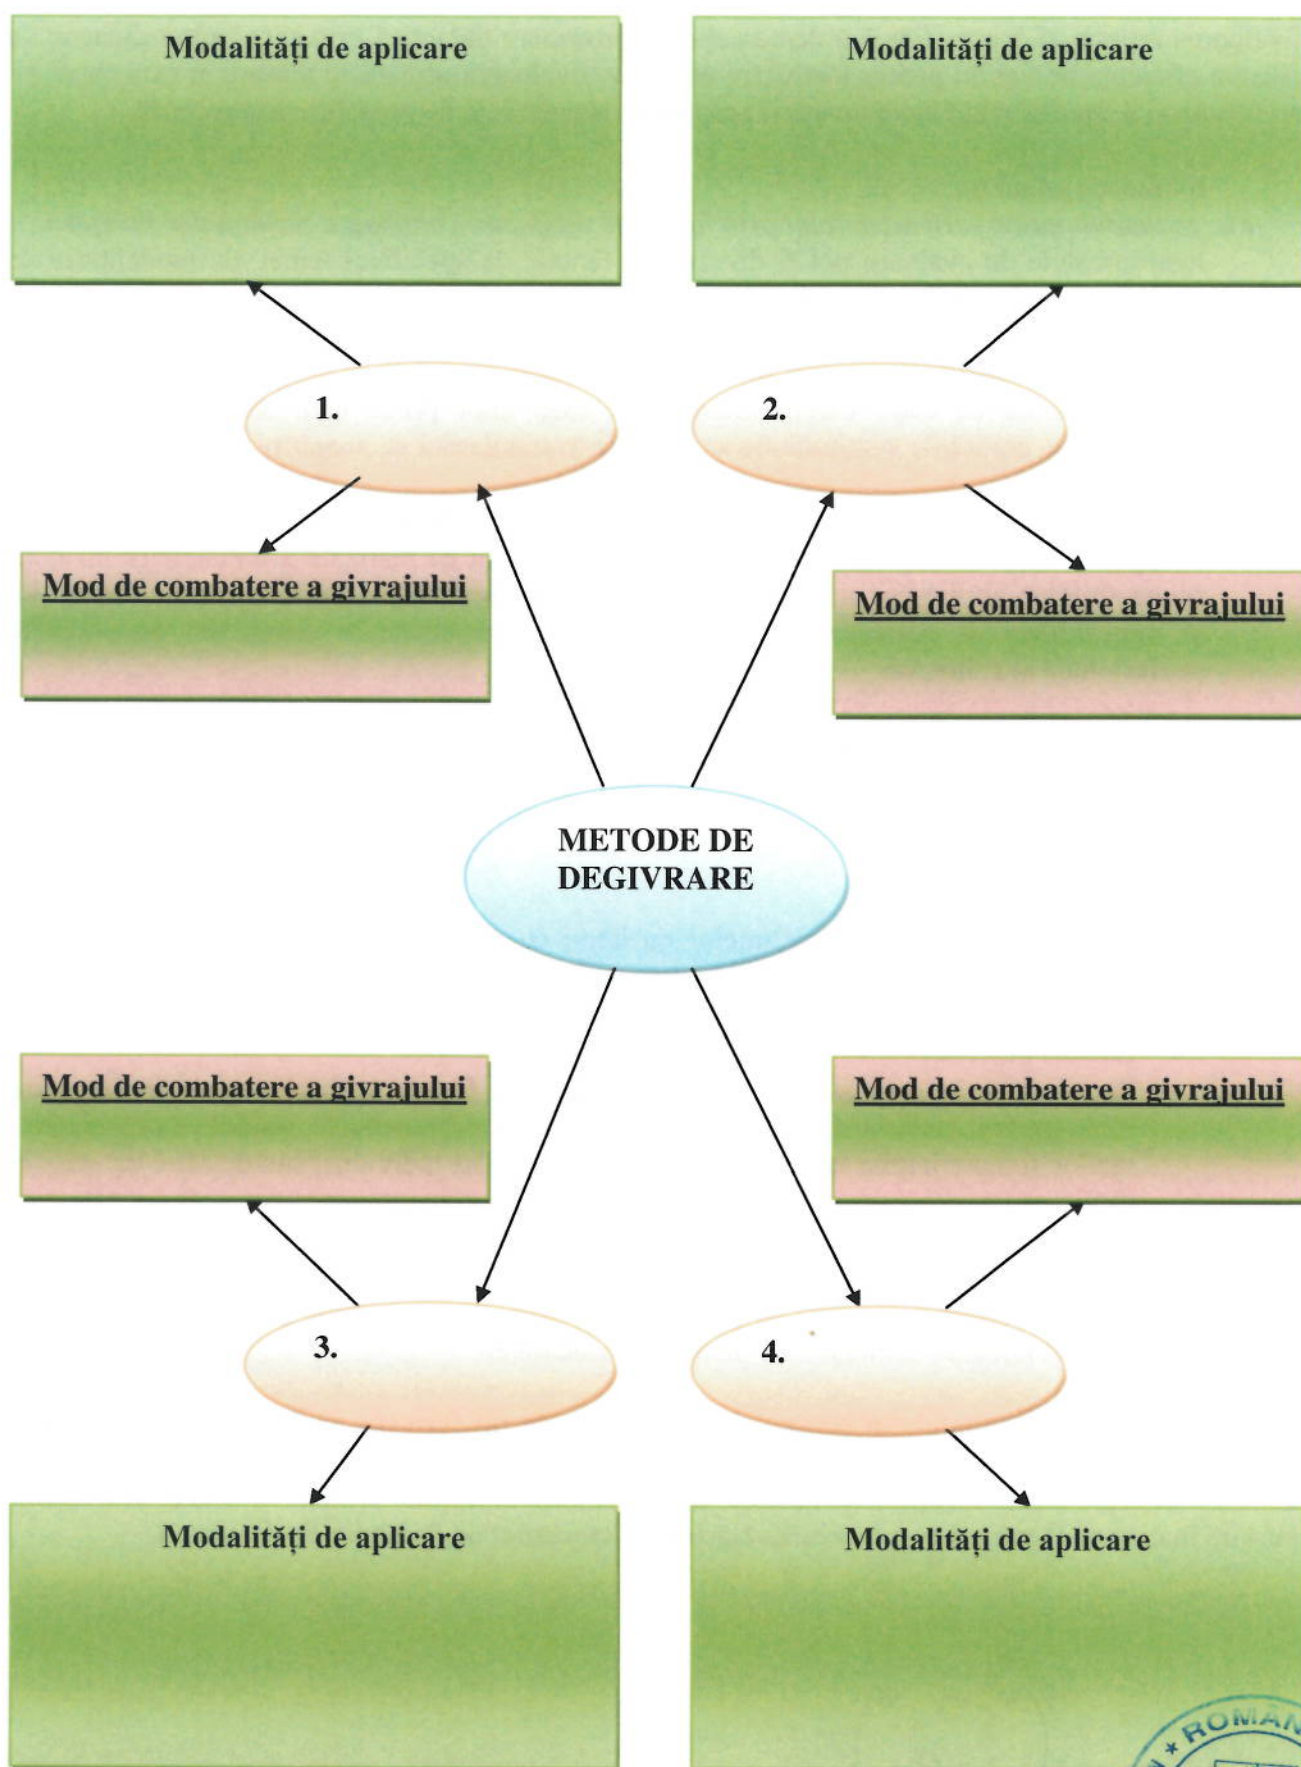 Modalități de aplicare
Modalități de aplicare
1.
2.
Mod de combatere a givrajului
Mod de combatere a givrajului
METODE DE
DEGIVRARE
Mod de combatere a givrajului
Mod de combatere a givrajului
3.
4.
Modalități de aplicare
Modalități de aplicare